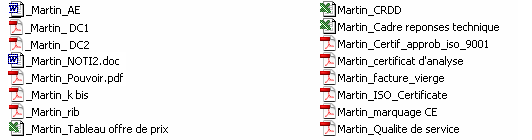 _Martin_AE
_Martin_ DC1
_Martin_ DC2
_Martin_NOTI2.doc
_Martin_Pouvoir.pdf
_Martin_k bis
_Martin_rib
_Martin_Tableau offre de prix
Martin_CRDD
Martin_Cadre reponses technique
Martin_Certif_approb_iso_9001
Martin_certificat d'analyse
Martin_facture_vierge
Martin_ISO_Certificate
Martin_marquage CE
Martin_Qualite de service